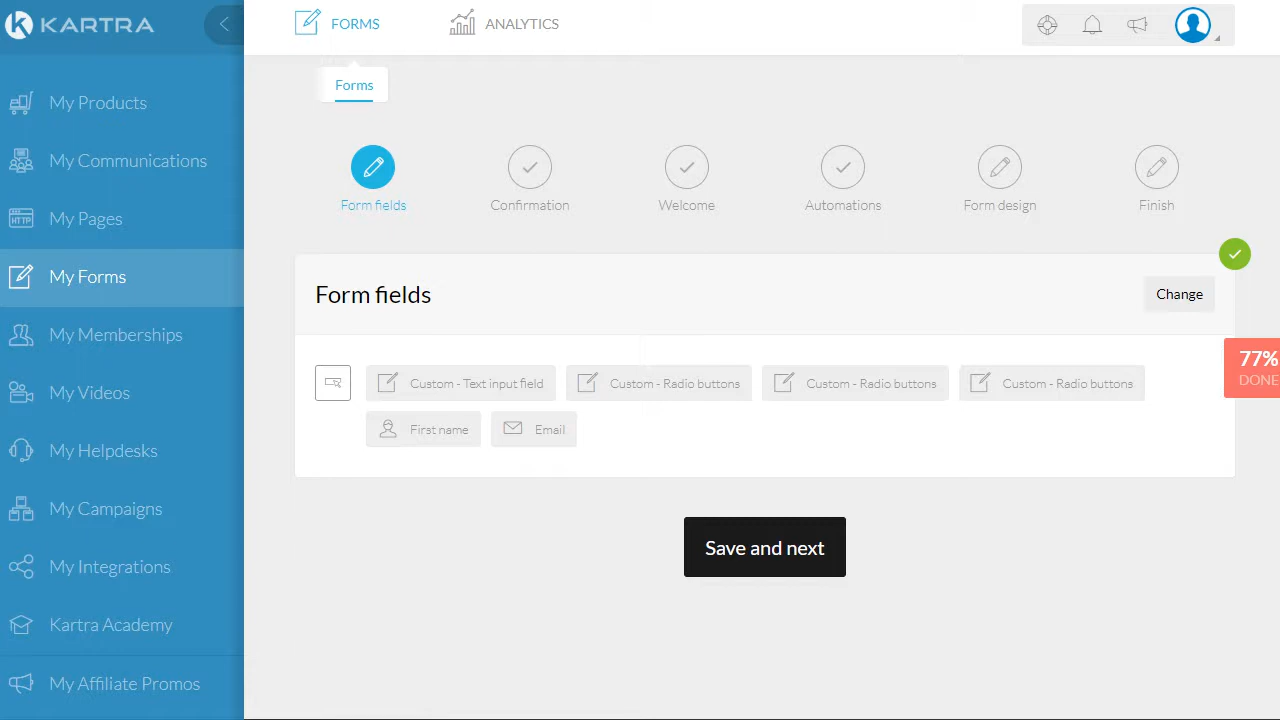 KARTRA
FORMS
ANALYTICS
Forms
My Products
My Communications
HTTP
My Pages
My Forms
My Memberships
My Videos
My Helpdesks
My Campaigns
My Integrations
Kartra Academy
My Affiliate Promos
Form fields
Confirmation
Welcome
Automations
Form design
Finish
Form fields
Change
77%
DONE
Custom - Text input field
Custom - Radio buttons
Custom - Radio buttons
Custom - Radio buttons
First name
Email
Save and next